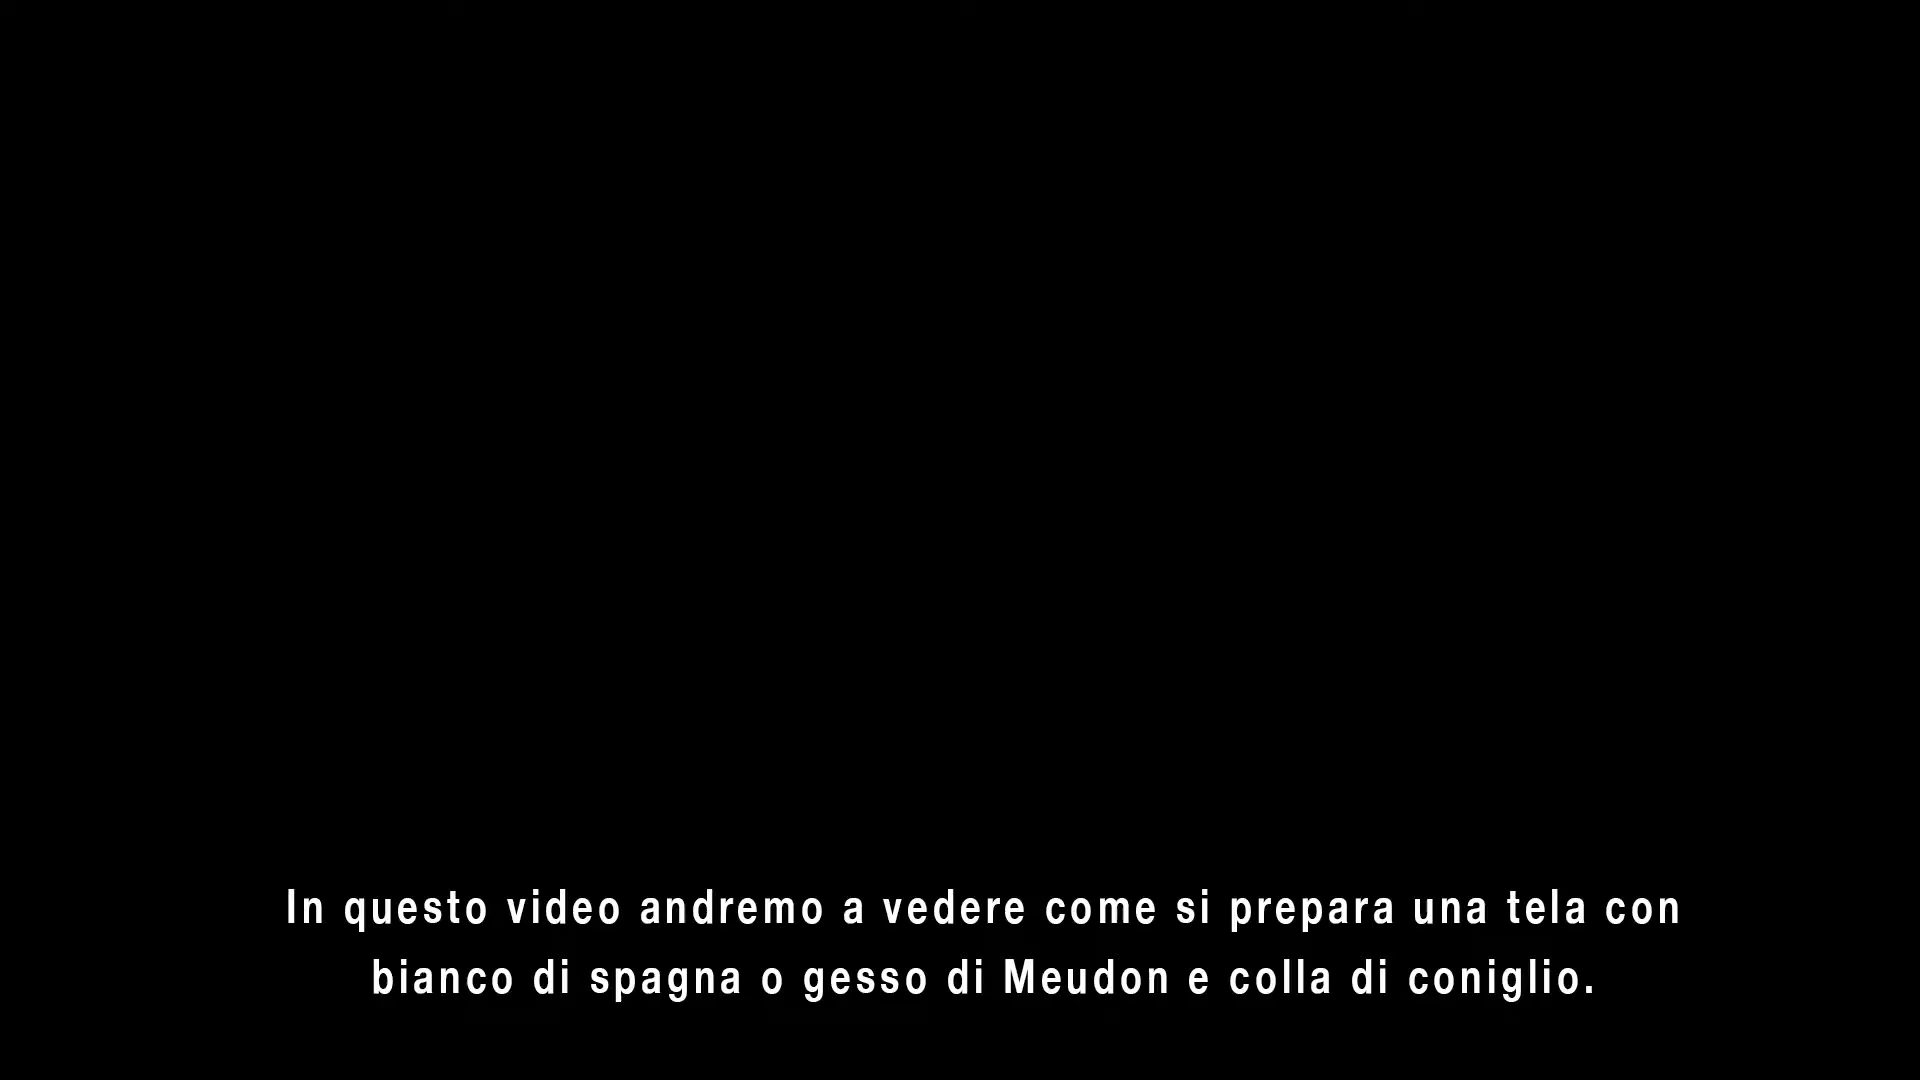 In questo video andremo a vedere come si prepara una tela con
bianco di spagna o gesso di Meudon e colla di coniglio.